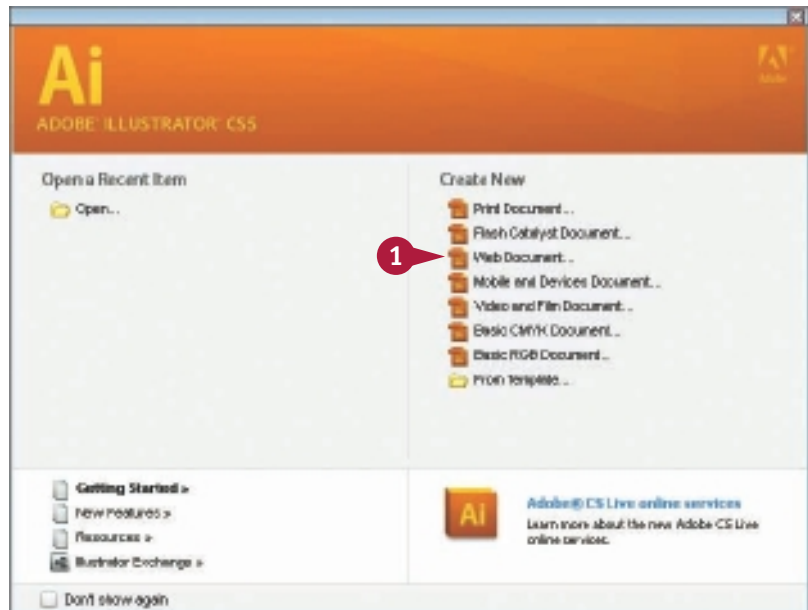 Ai
Adobe
ADOBE® ILLUSTRATOR® CS5
Open a Recent Item
Open...
Create New
Print Document...
Flash Catalyst Document...
1
Web Document...
Mobile and Devices Document...
Video and Film Document...
Basic CMYK Document...
Basic RGB Document...
From Template...
Getting Started »
New Features »
Resources »
Illustrator Exchange »
Ai
Adobe® CS Live online services
Learn more about the new Adobe CS Live
online services.
Don't show again